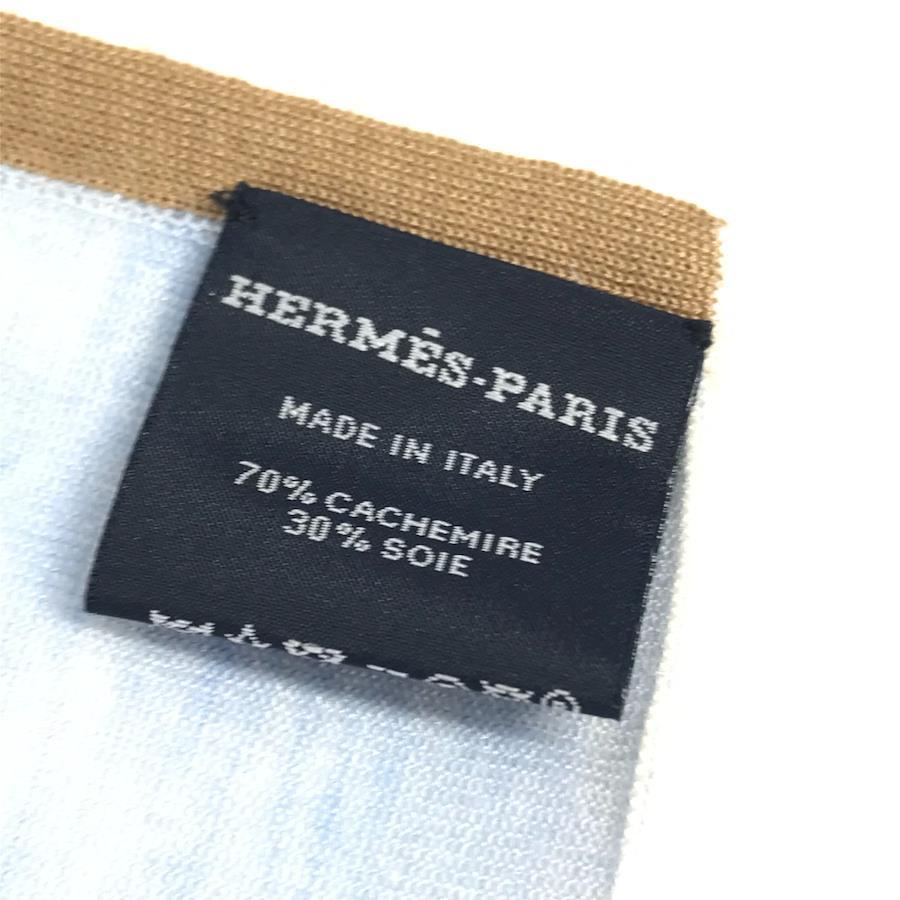 HERMÈS-PARIS
MADE IN ITALY
70% CACHEMIRE
30% SOIE